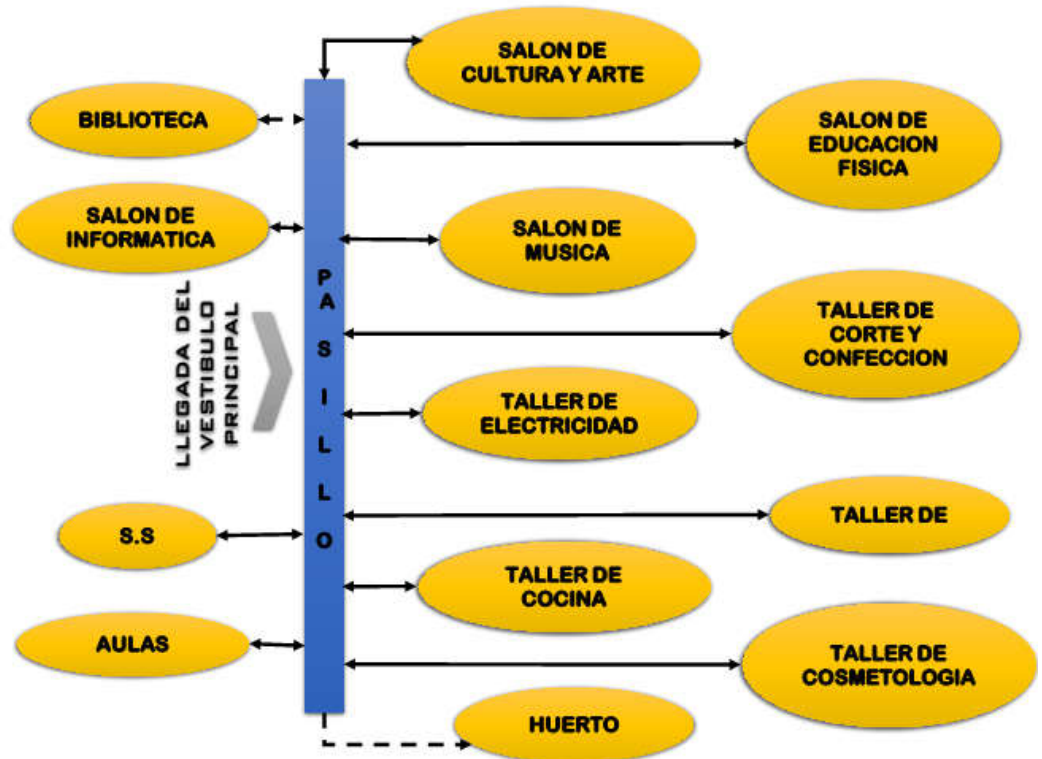 SALON DE
CULTURA Y ARTE
BIBLIOTECA
SALON DE
EDUCACION
FISICA
SALON DE
INFORMATICA
SALON DE
MUSICA
PASILLO
LLEGADA DEL
VESTIBULO
PRINCIPAL
TALLER DE
CORTE Y
CONFECCION
TALLER DE
ELECTRICIDAD
S.S
TALLER DE
TALLER DE
COCINA
AULAS
TALLER DE
COSMETOLOGIA
HUERTO